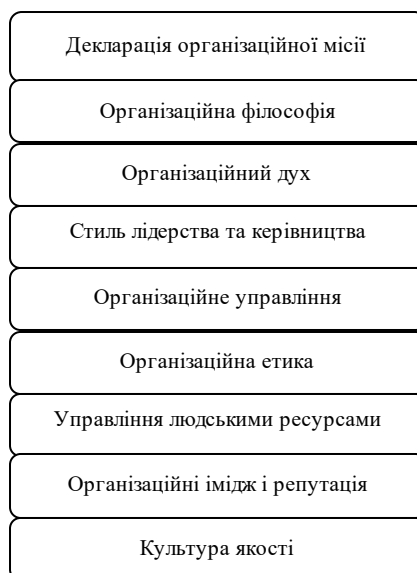 Декларація організаційної місії
Організаційна філософія
Організаційний дух
Стиль лідерства та керівництва
Організаційне управління
Організаційна етика
Управління людськими ресурсами
Організаційні імідж і репутація
Культура якості